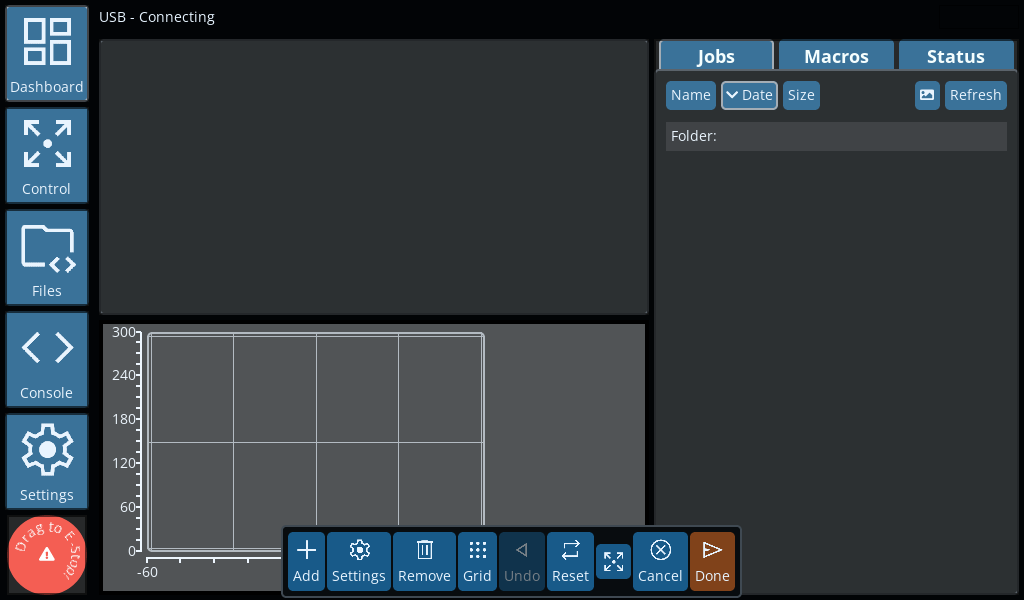 USB - Connecting
Dashboard
Control
Files
Console
Settings
Drag to E-Stop!
Jobs Macros Status
Name Date Size Refresh
Folder:
300
240
180
120
60
0
-60
Add Settings Remove Grid Undo Reset Cancel Done